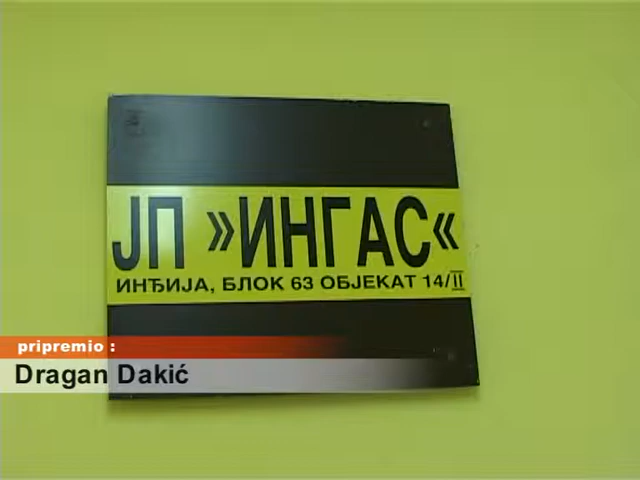 ЈП »ИНГАС«
ИНЂИЈА, БЛОК 63 ОБЈЕКАТ 14/II
pripremio :
Dragan Dakić